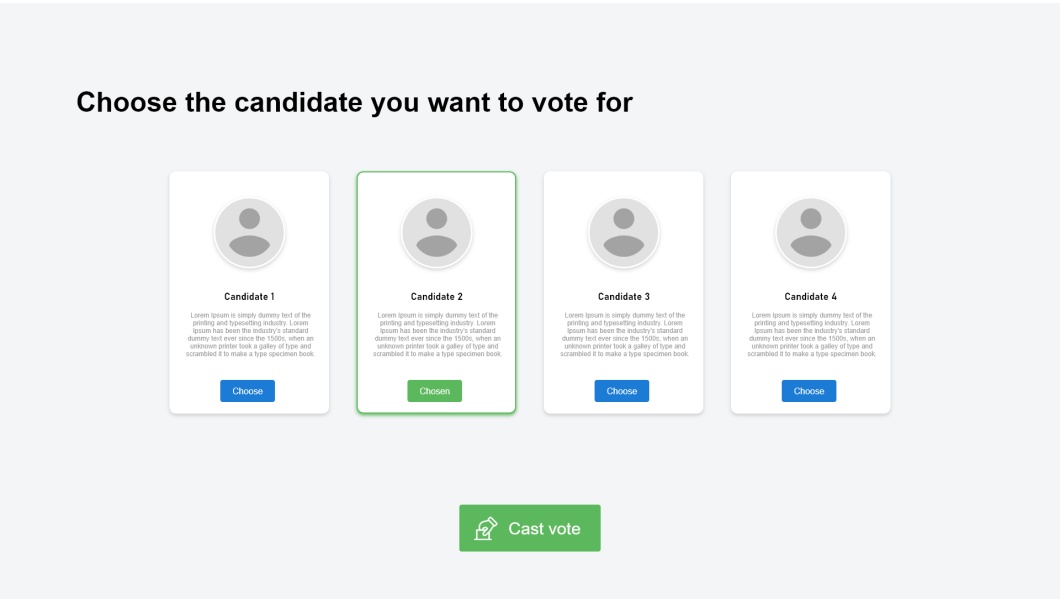 Choose the candidate you want to vote for
Candidate 1
Lorem Ipsum is simply dummy text of the
printing and typesetting industry. Lorem
Ipsum has been the industry's standard
dummy text ever since the 1500s, when an
unknown printer took a galley of type and
scrambled it to make a type specimen book.
Choose
Candidate 2
Lorem Ipsum is simply dummy text of the
printing and typesetting industry. Lorem
Ipsum has been the industry's standard
dummy text ever since the 1500s, when an
unknown printer took a galley of type and
scrambled it to make a type specimen book.
Chosen
Candidate 3
Lorem Ipsum is simply dummy text of the
printing and typesetting industry. Lorem
Ipsum has been the industry's standard
dummy text ever since the 1500s, when an
unknown printer took a galley of type and
scrambled it to make a type specimen book.
Choose
Candidate 4
Lorem Ipsum is simply dummy text of the
printing and typesetting industry. Lorem
Ipsum has been the industry's standard
dummy text ever since the 1500s, when an
unknown printer took a galley of type and
scrambled it to make a type specimen book.
Choose
Cast vote